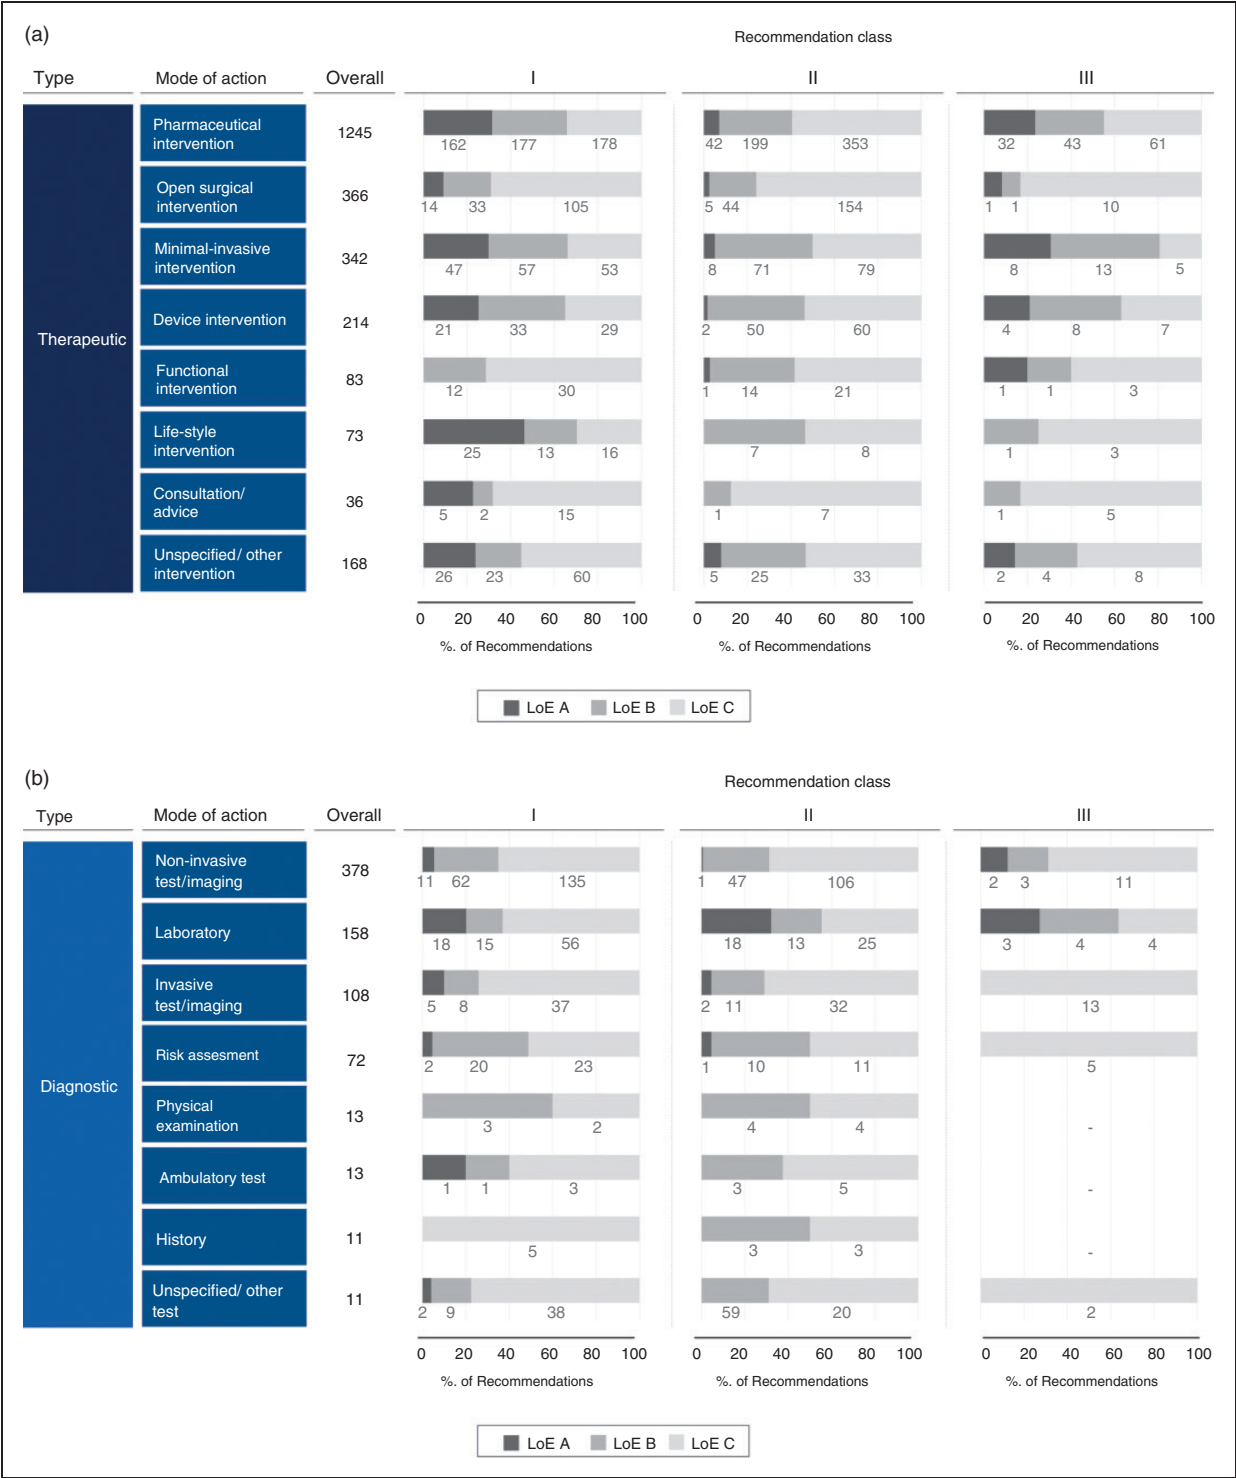 (a)
Recommendation class
Type Mode of action Overall I II III
Therapeutic
Pharmaceutical
intervention
1245
162 177 178
42 199 353
32 43 61
Open surgical
intervention
366
14 33 105
5 44 154
1 1 10
Minimal-invasive
intervention
342
47 57 53
8 71 79
8 13 5
Device intervention
214
21 33 29
2 50 60
4 8 7
Functional
intervention
83
12 30
1 14 21
1 1 3
Life-style
intervention
73
25 13 16
7 8
1 3
Consultation/
advice
36
5 2 15
1 7
1 5
Unspecified/ other
intervention
168
26 23 60
5 25 33
2 4 8
0 20 40 60 80 100
0 20 40 60 80 100
0 20 40 60 80 100
%. of Recommendations
%. of Recommendations
%. of Recommendations
LoE A LoE B LoE C
(b)
Recommendation class
Type Mode of action Overall I II III
Diagnostic
Non-invasive
test/imaging
378
11 62 135
1 47 106
2 3 11
Laboratory
158
18 15 56
18 13 25
3 4 4
Invasive
test/imaging
108
5 8 37
2 11 32
13
Risk assesment
72
2 20 23
1 10 11
5
Physical
examination
13
3 2
4 4
-
Ambulatory test
13
1 1 3
3 5
-
History
11
5
3 3
-
Unspecified/ other
test
11
2 9 38
59 20
2
0 20 40 60 80 100
0 20 40 60 80 100
0 20 40 60 80 100
%. of Recommendations
%. of Recommendations
%. of Recommendations
LoE A LoE B LoE C